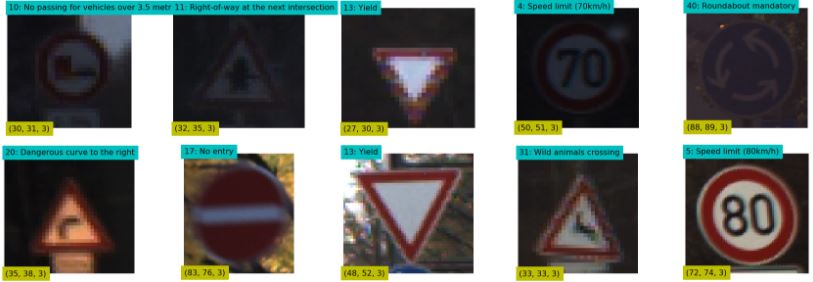 10: No passing for vehicles over 3.5 metr
11: Right-of-way at the next intersection
13: Yield
4: Speed limit (70km/h)
40: Roundabout mandatory
70
(30, 31, 3)
(32, 35, 3)
(27, 30, 3)
(50, 51, 3)
(88, 89, 3)
20: Dangerous curve to the right
17: No entry
13: Yield
31: Wild animals crossing
5: Speed limit (80km/h)
80
(35, 38, 3)
(83, 76, 3)
(48, 52, 3)
(33, 33, 3)
(72, 74, 3)